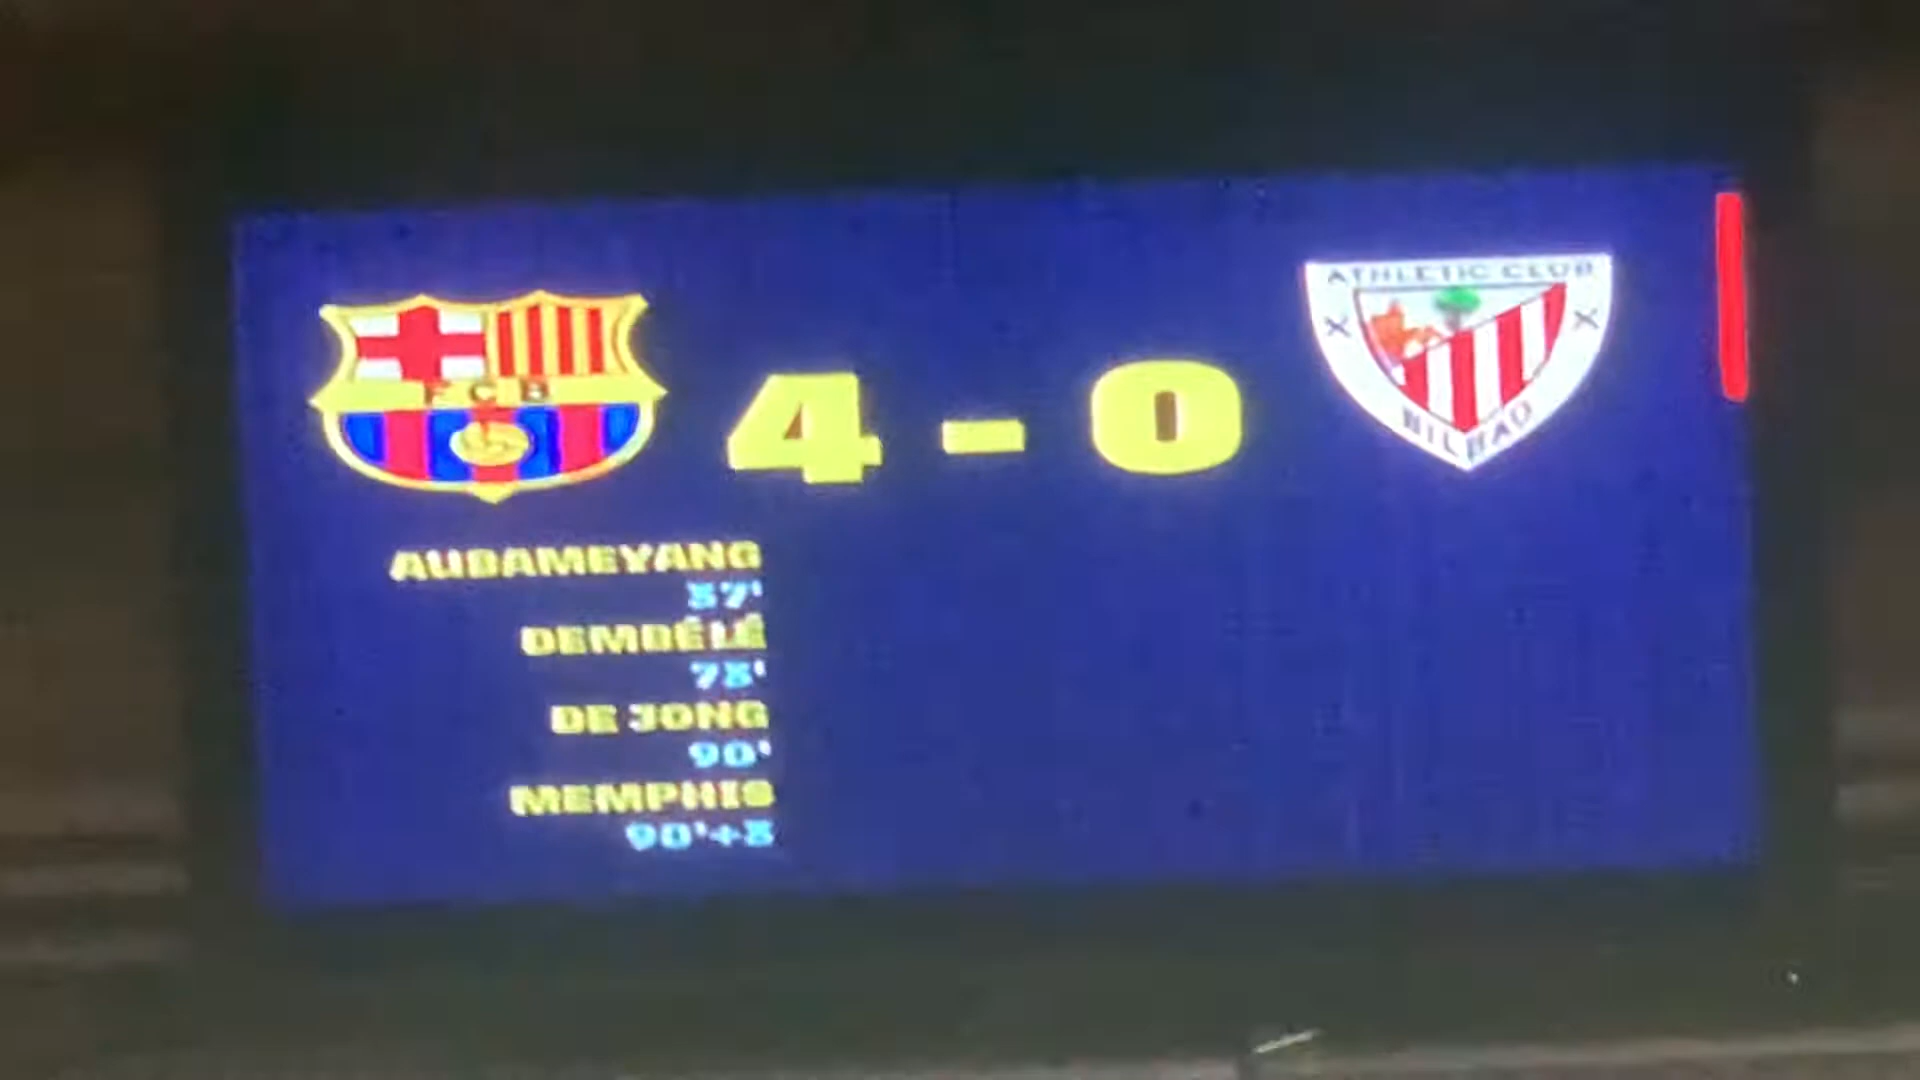 FCB
4 - 0
ATHLETIC CLUB
BILBAO
AUBAMEYANG
37'
DEMBÉLÉ
73'
DE JONG
90'
MEMPHIS
90'+3